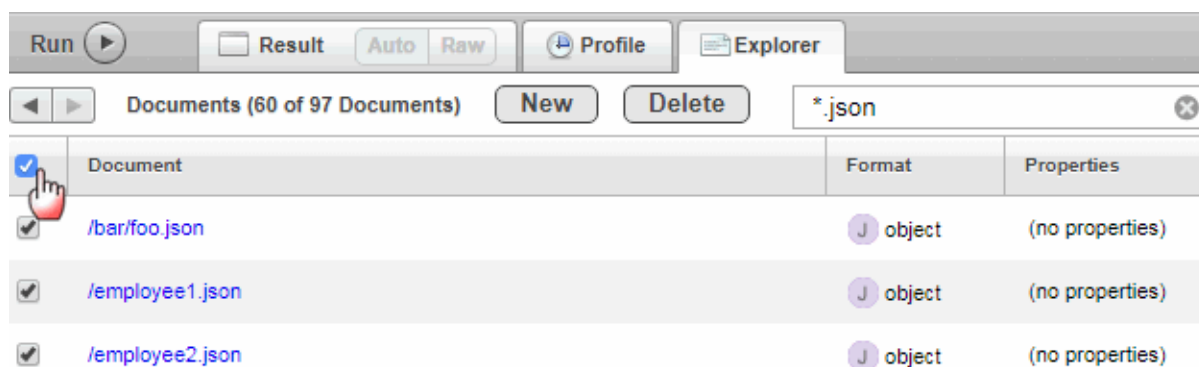 Run Result Auto Raw Profile Explorer
Documents (60 of 97 Documents) New Delete *.json
Document Format Properties
/bar/foo.json J object (no properties)
/employee1.json J object (no properties)
/employee2.json J object (no properties)